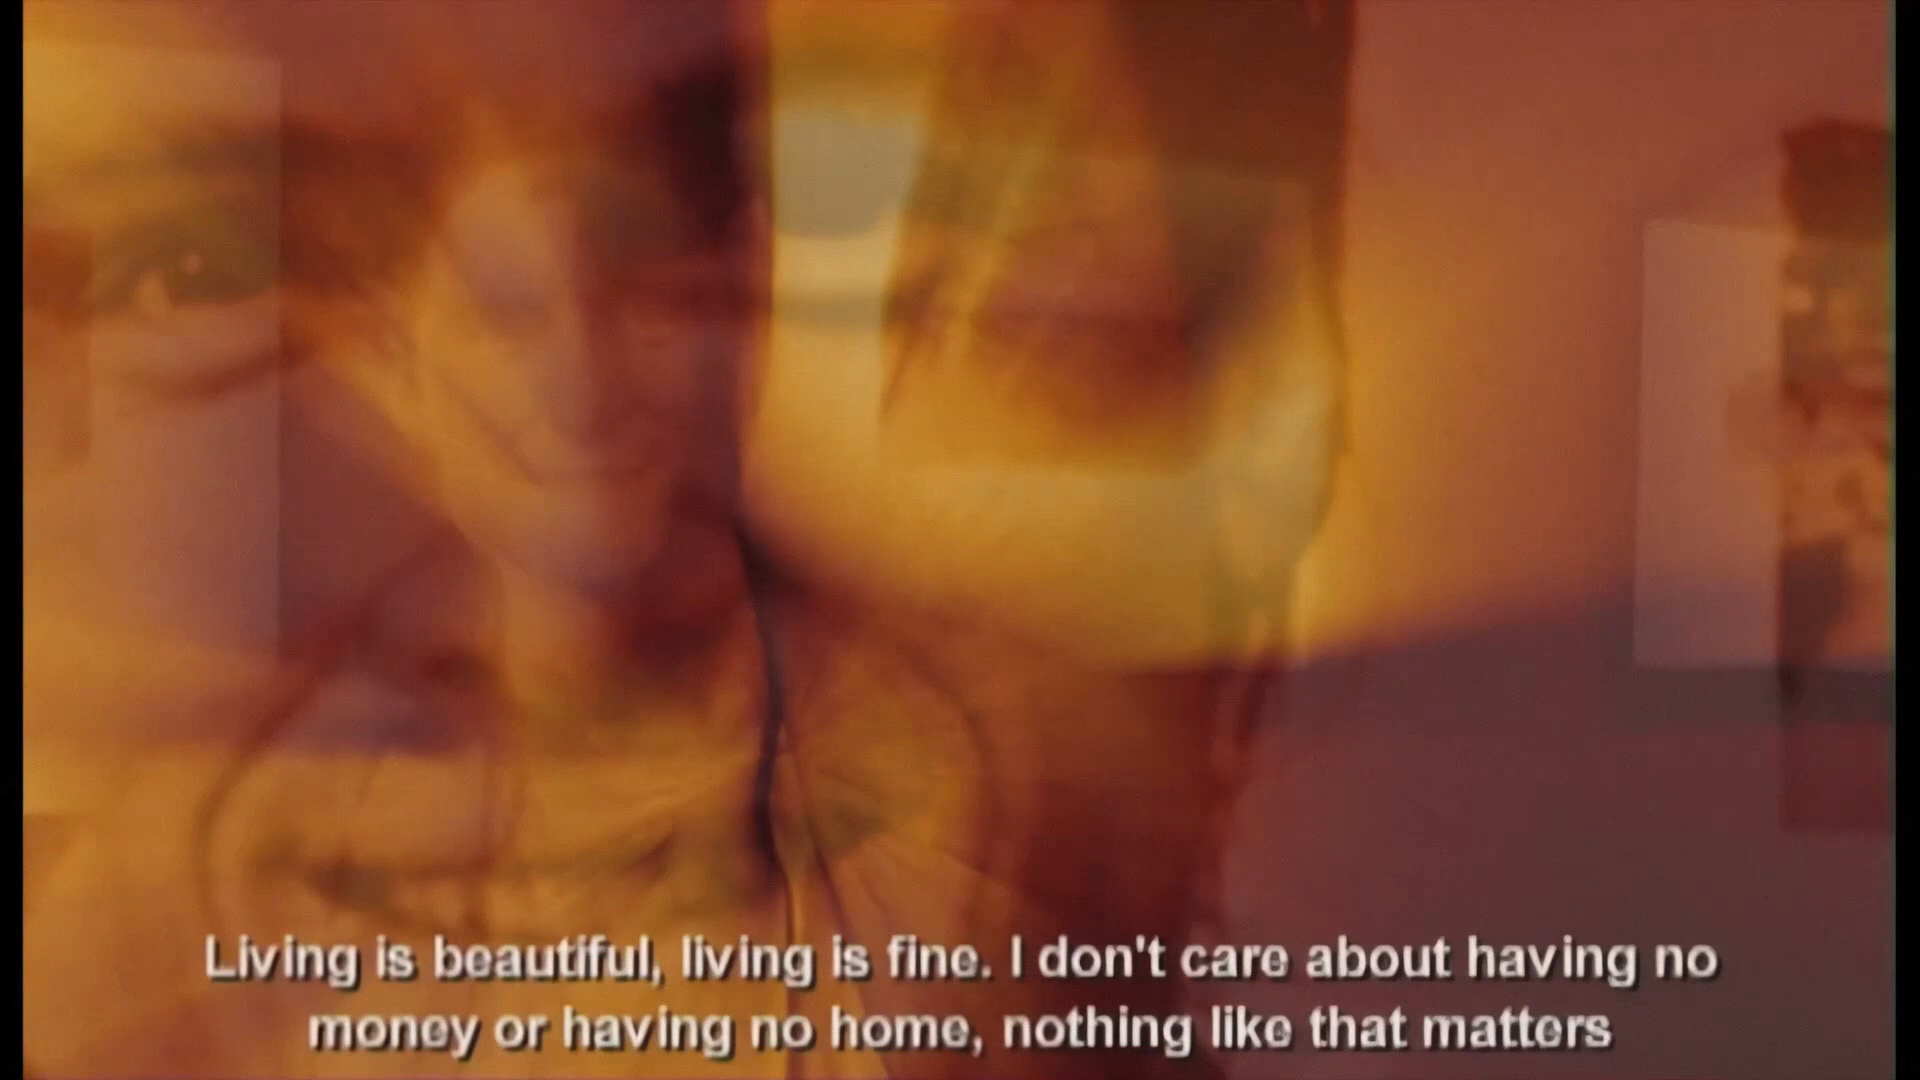 Living is beautiful, living is fine. I don't care about having no
money or having no home, nothing like that matters